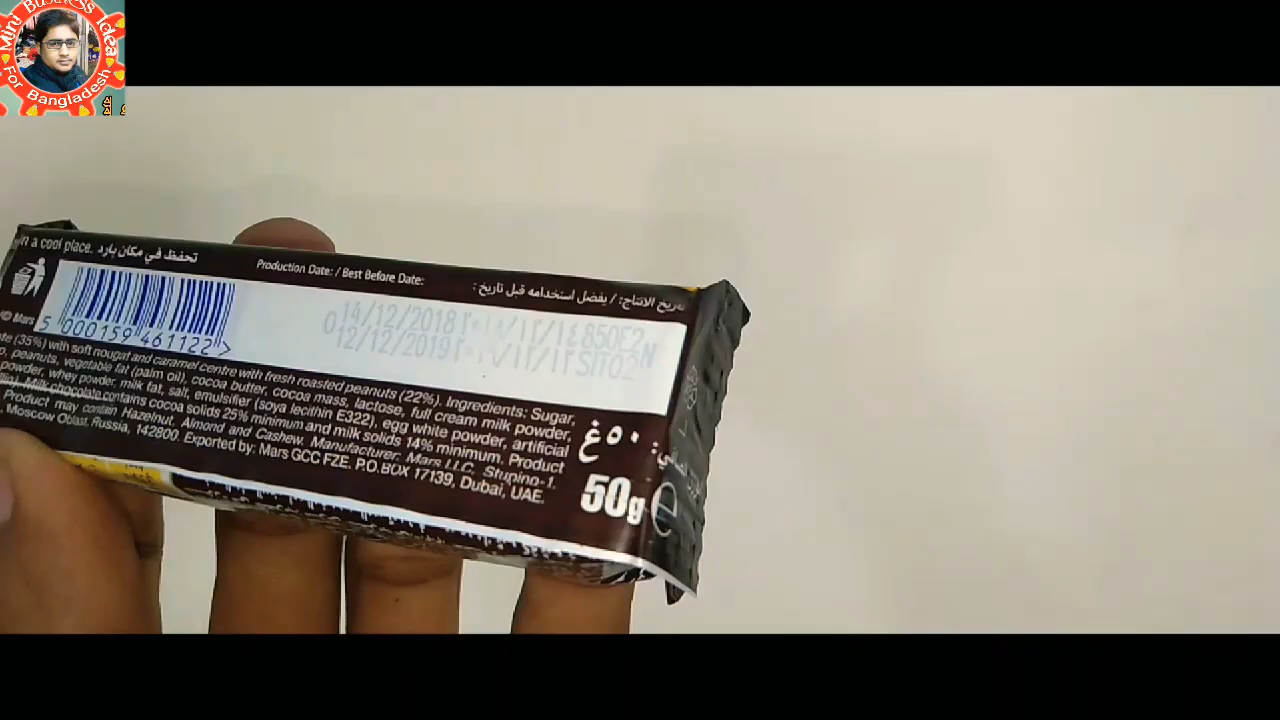 Mini Business Idea
For Bangladesh
in a cool place. تحفظ في مكان بارد
Production Date: / Best Before Date:
تاريخ الانتاج: / يفضل استخدامه قبل تاريخ :
14/12/2018
850E2
12/12/2019
© Mars
5 000159 461122 >
(35%) with soft nougat and caramel centre with fresh roasted peanuts (22%). Ingredients: Sugar,
peanuts, vegetable fat (palm oil), cocoa butter, cocoa mass, lactose, full cream milk powder,
powder, whey powder, milk fat, salt, emulsifier (soya lecithin E322), egg white powder, artificial
Milk chocolate contains cocoa solids 25% minimum and milk solids 14% minimum. Product
Product may contain Hazelnut, Almond and Cashew. Manufacturer: Mars LLC, Stupino-1,
Moscow Oblast, Russia, 142800. Exported by: Mars GCC FZE. P.O.BOX 17139, Dubai, UAE.
٥٠غ
50g